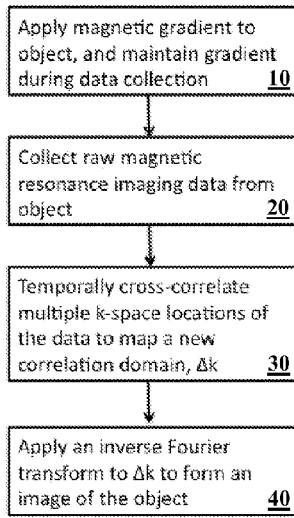 Apply magnetic gradient to
object, and maintain gradient
during data collection
10
Collect raw magnetic
resonance imaging data from
object
20
Temporally cross-correlate
multiple k-space locations of
the data to map a new
correlation domain, Δk
30
Apply an inverse Fourier
transform to Δk to form an
image of the object
40